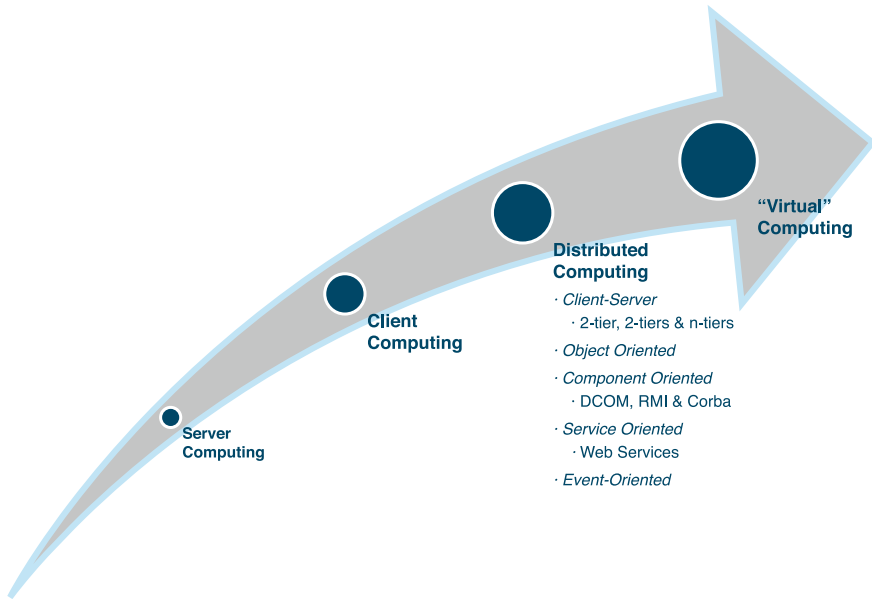 Server
Computing
Client
Computing
Distributed
Computing
· Client-Server
· 2-tier, 2-tiers & n-tiers
· Object Oriented
· Component Oriented
· DCOM, RMI & Corba
· Service Oriented
· Web Services
· Event-Oriented
“Virtual”
Computing